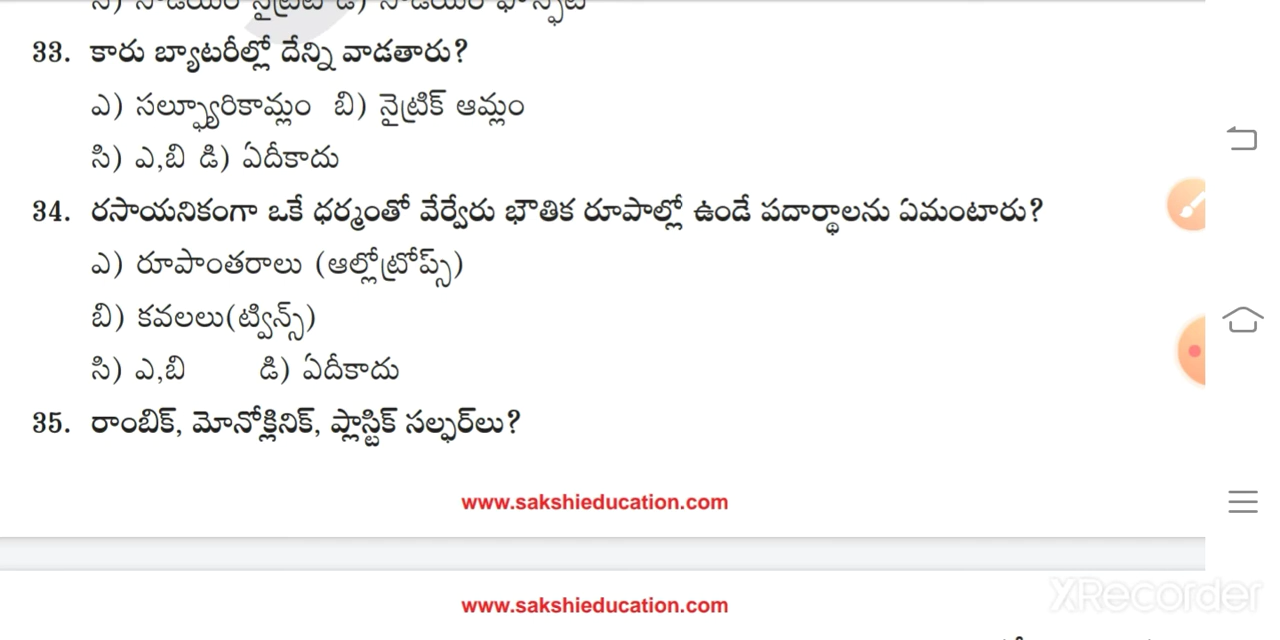 33. కారు బ్యాటరీల్లో దేన్ని వాడతారు?
ఎ) సల్ఫ్యూరికామ్లం బి) నైట్రిక్ ఆమ్లం
సి) ఎ,బి డి) ఏదీకాదు
34. రసాయనికంగా ఒకే ధర్మంతో వేర్వేరు భౌతిక రూపాల్లో ఉండే పదార్థాలను ఏమంటారు?
ఎ) రూపాంతరాలు (ఆల్లోట్రోప్స్)
బి) కవలలు(ట్విన్స్)
సి) ఎ,బి డి) ఏదీకాదు
35. రాంబిక్, మోనోక్లినిక్, ప్లాస్టిక్ సల్ఫర్‌లు?
www.sakshieducation.com
www.sakshieducation.com
XRecorder